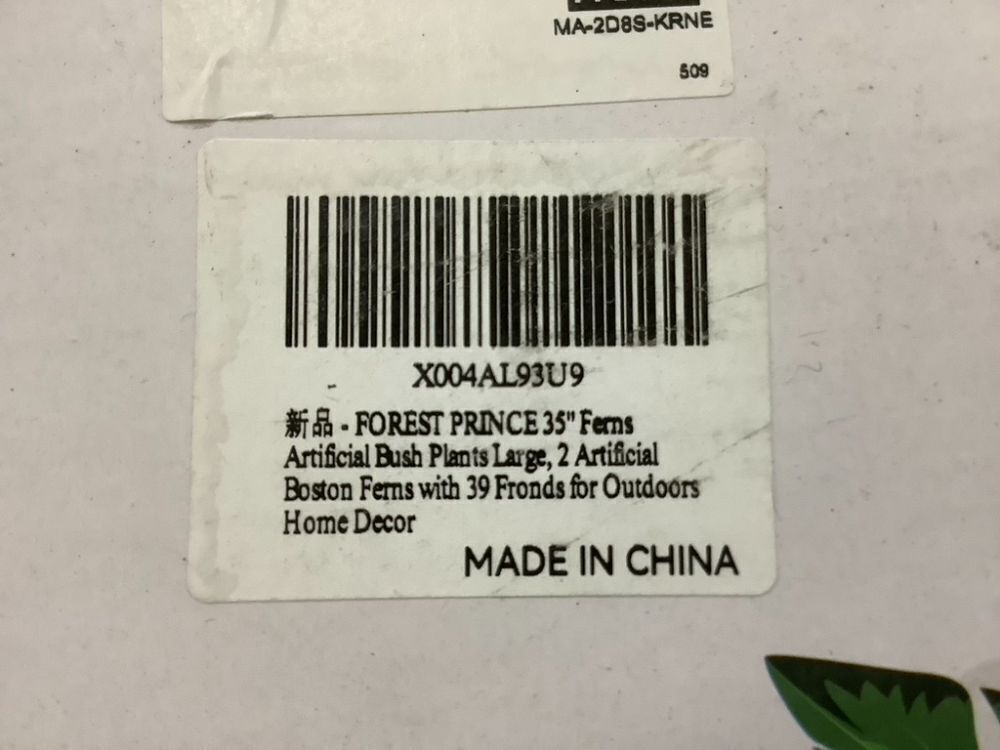 MA-2D8S-KRNE
509
X004AL93U9
新品 - FOREST PRINCE 35" Ferns
Artificial Bush Plants Large, 2 Artificial
Boston Ferns with 39 Fronds for Outdoors
Home Decor
MADE IN CHINA